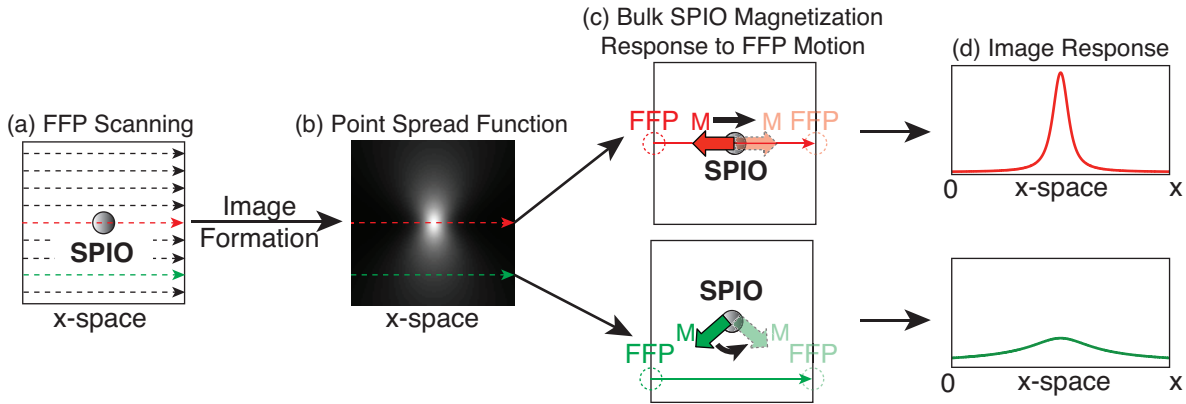 (a) FFP Scanning
SPIO
x-space
Image
Formation
(b) Point Spread Function
x-space
(c) Bulk SPIO Magnetization
Response to FFP Motion
FFP M M FFP
SPIO
SPIO
M M
FFP FFP
(d) Image Response
0 x-space x
0 x-space x